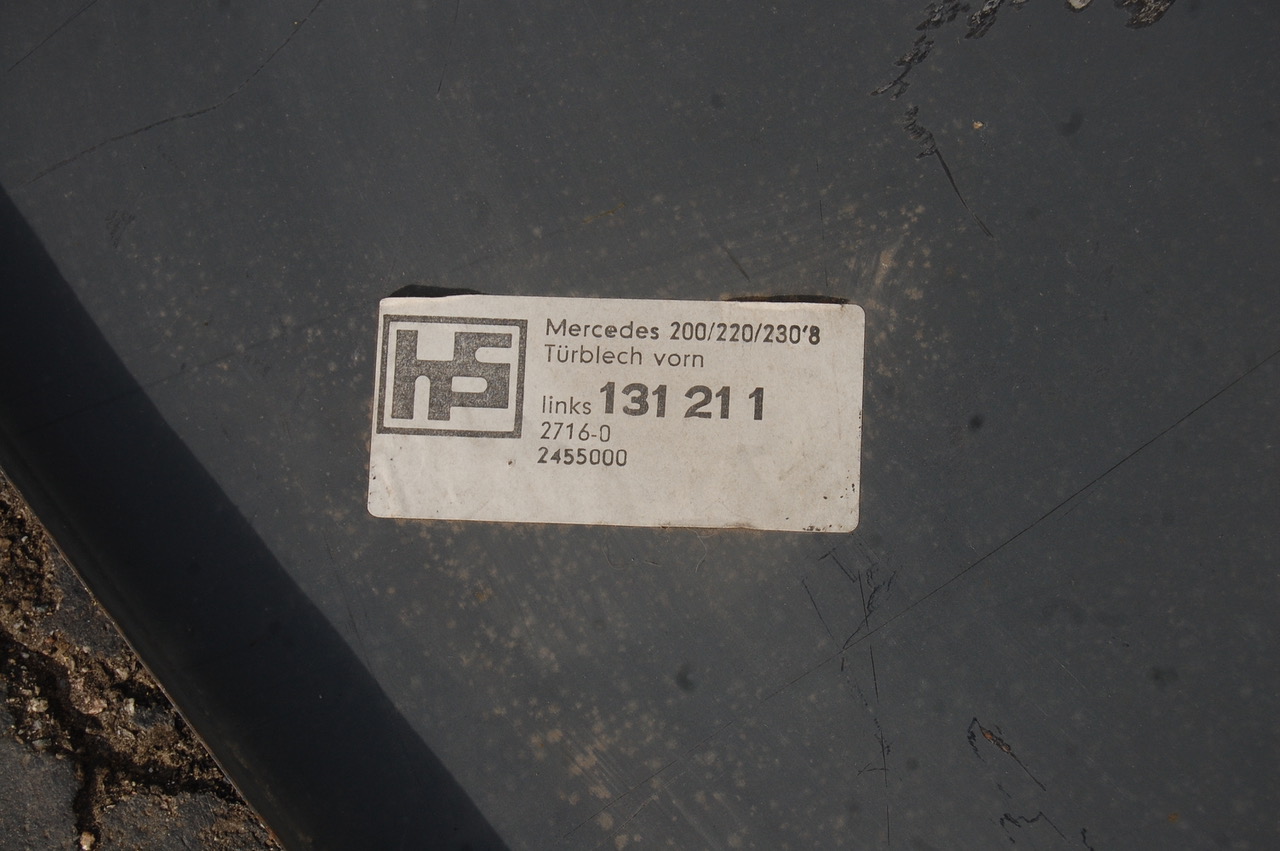 HPS
Mercedes 200/220/230'8
Türblech vorn
links 131 21 1
2716-0
2455000